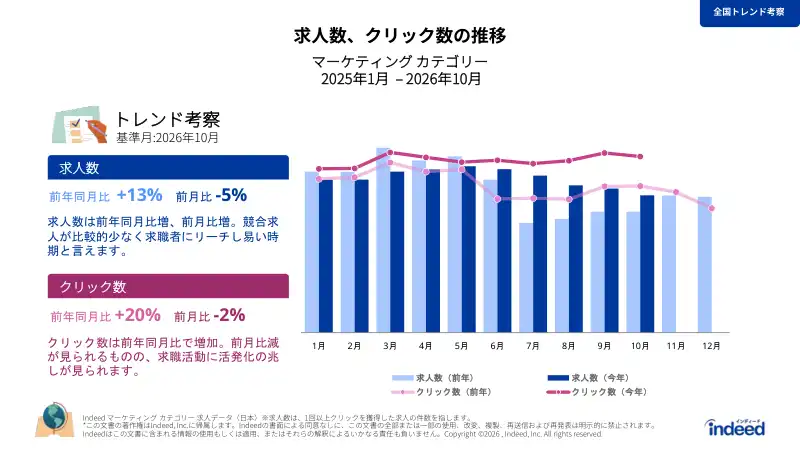 全国トレンド考察
求人数、クリック数の推移
マーケティング カテゴリー
2025年1月 – 2026年10月
トレンド考察
基準月:2026年10月
求人数
前年同月比 +13% 前月比 -5%
求人数は前年同月比増、前月比増。競合求
人が比較的少なく求職者にリーチし易い時
期と言えます。
クリック数
前年同月比 +20% 前月比 -2%
クリック数は前年同月比で増加。前月比減
が見られるものの、求職活動に活発化の兆
しが見られます。
1月 2月 3月 4月 5月 6月 7月 8月 9月 10月 11月 12月
求人数（前年） 求人数（今年）
クリック数（前年） クリック数（今年）
Indeed マーケティング カテゴリー 求人データ（日本）※求人数は、1回以上クリックを獲得した求人の件数を指します。
*この文書の著作権はIndeed, Inc.に帰属します。Indeedの書面による同意なしに、この文書の全部または一部の使用、改変、複製、再送信および再発表は明示的に禁止されます。
Indeedはこの文書に含まれる情報の使用もしくは適用、またはそれらの解釈によるいかなる責任も負いません。Copyright ©2026 , Indeed, Inc. All rights reserved.
インディード
indeed